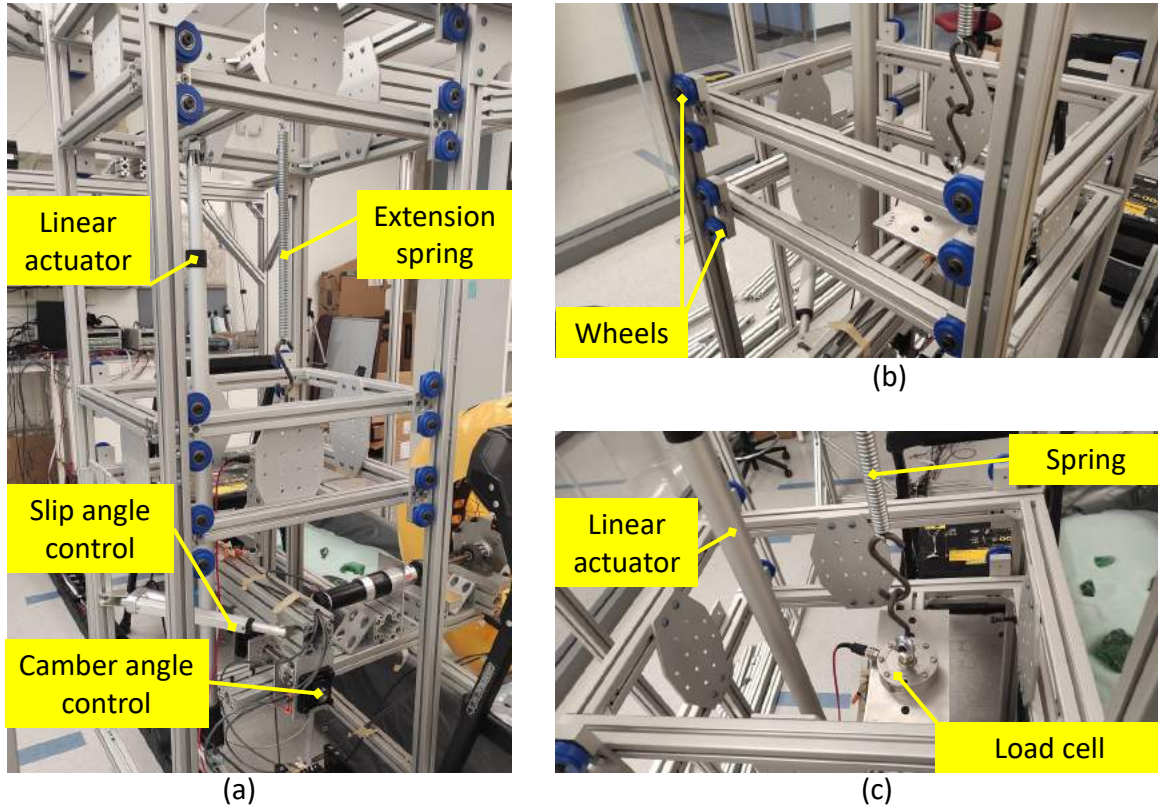 Linear
actuator
Extension
spring
Slip angle
control
Camber angle
control
(a)
Wheels
(b)
Spring
Linear
actuator
Load cell
(c)